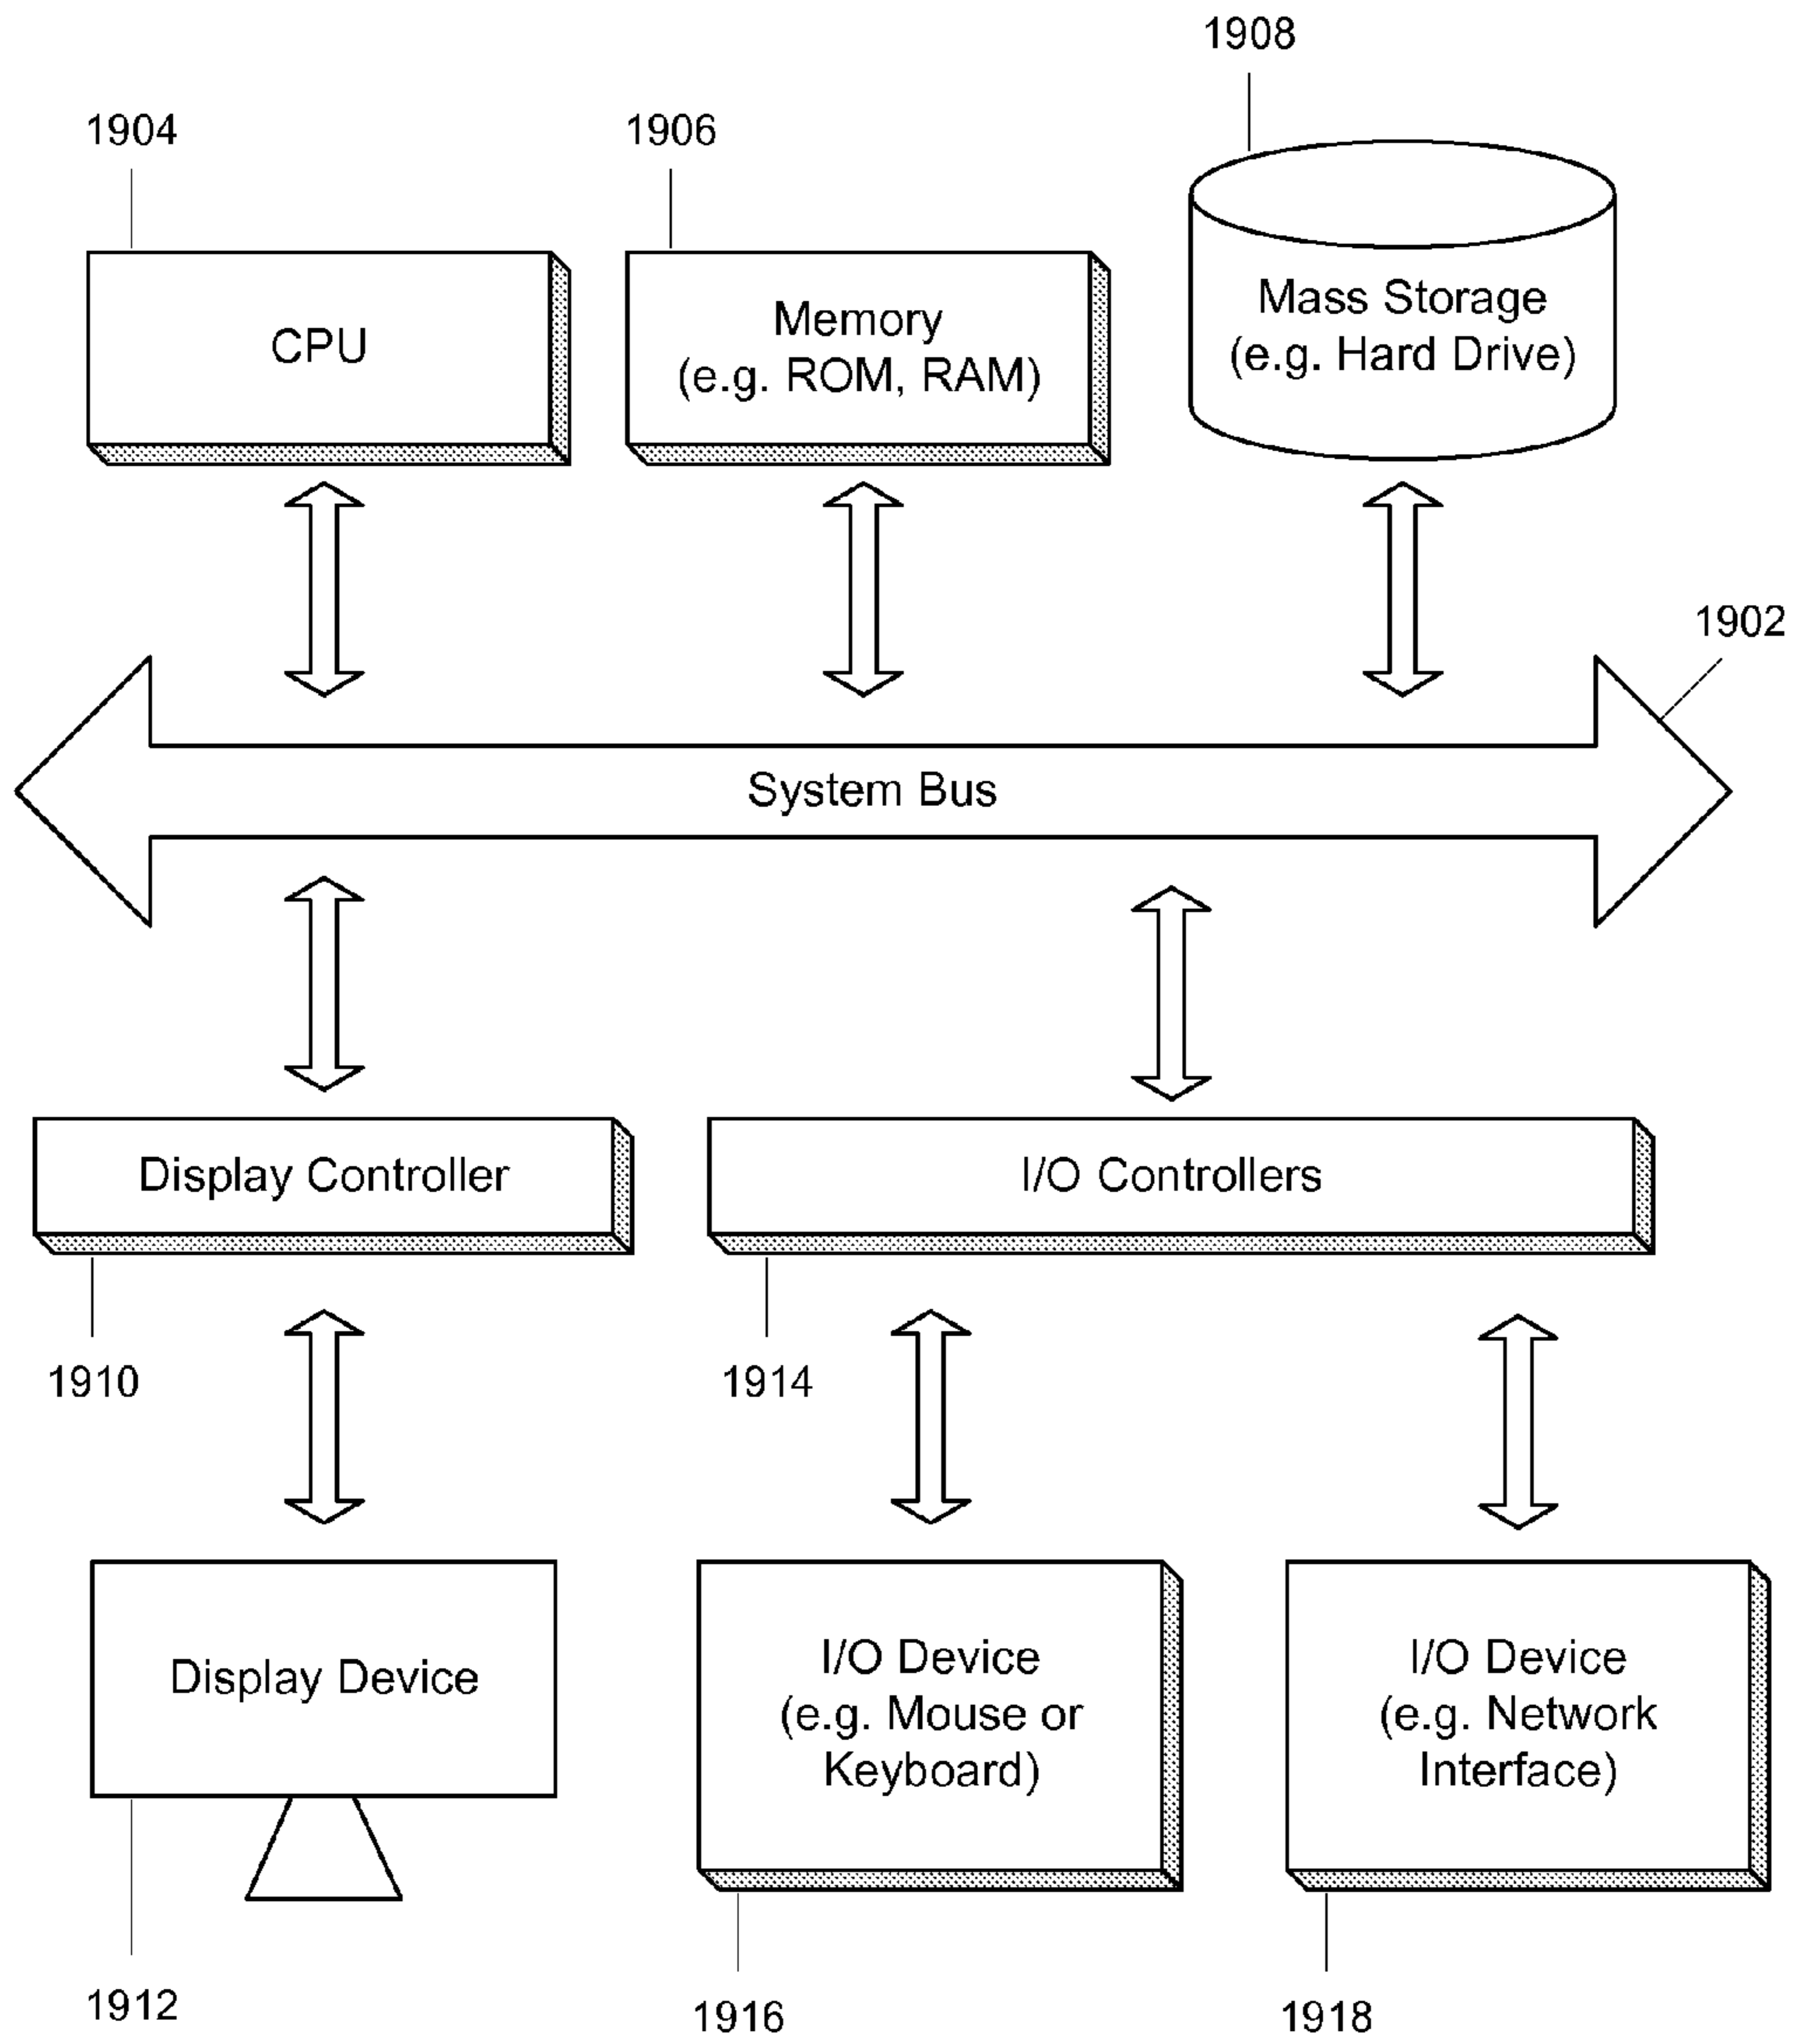 1908
1904
1906
CPU
Memory
(e.g. ROM, RAM)
Mass Storage
(e.g. Hard Drive)
1902
System Bus
Display Controller
I/O Controllers
1910
1914
Display Device
I/O Device
(e.g. Mouse or
Keyboard)
I/O Device
(e.g. Network
Interface)
1912
1916
1918